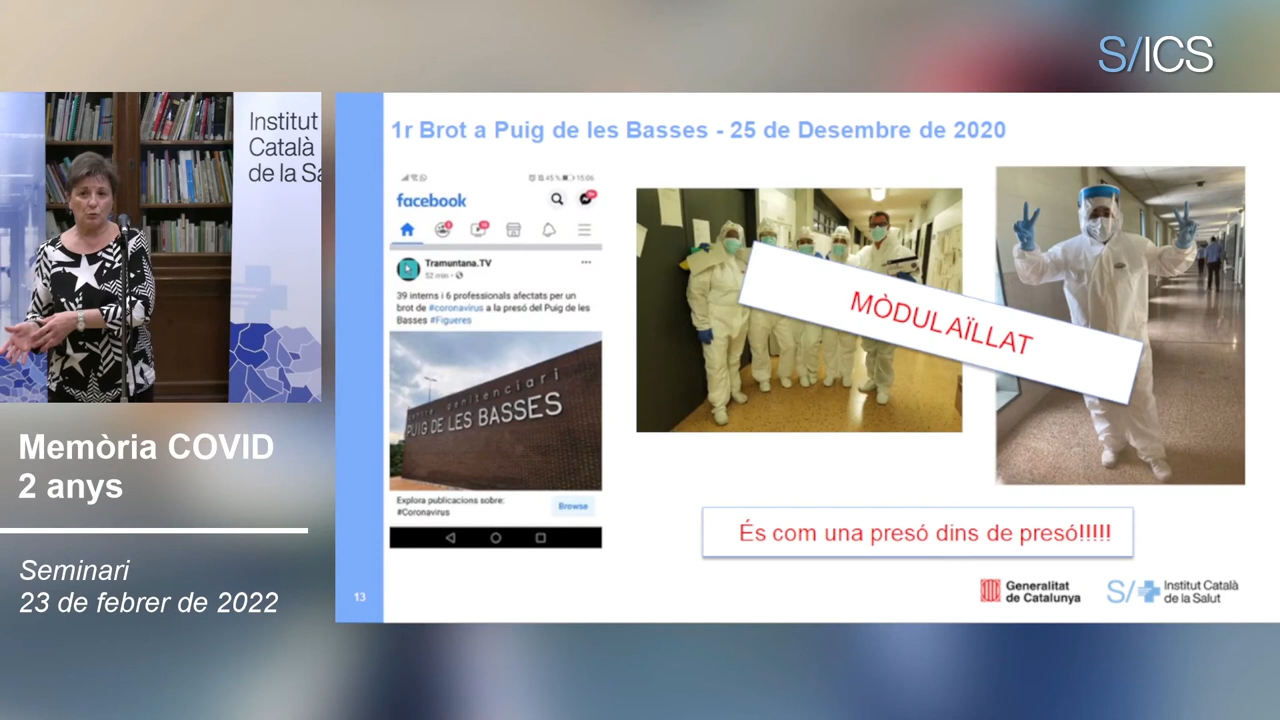 S/ICS
Institut
Català
de la Sa
Memòria COVID
2 anys
Seminari
23 de febrer de 2022
1r Brot a Puig de les Basses - 25 de Desembre de 2020
45 % 15:06
facebook
Tramuntana.TV
52 min
39 interns i 6 professionals afectats per un
brot de #coronavirus a la presó del Puig de les
Basses #Figueres
centre penitenciari
PUIG DE LES BASSES
Explora publicacions sobre:
#Coronavirus
Browse
MÒDUL AÏLLAT
És com una presó dins de presó!!!!!
13
Generalitat
de Catalunya
S/
Institut Català
de la Salut